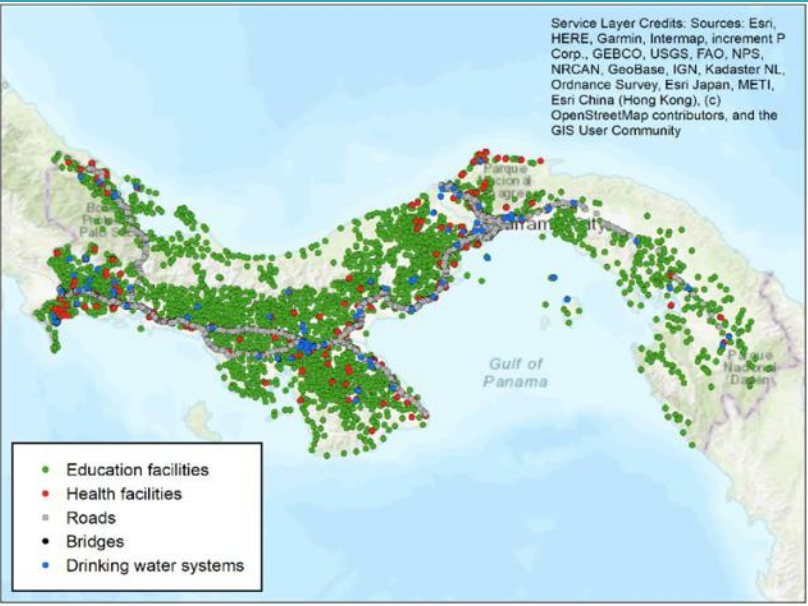 Service Layer Credits: Sources: Esri,
HERE, Garmin, Intermap, increment P
Corp., GEBCO, USGS, FAO, NPS,
NRCAN, GeoBase, IGN, Kadaster NL,
Ordnance Survey, Esri Japan, METI,
Esri China (Hong Kong), (c)
OpenStreetMap contributors, and the
GIS User Community
Parque
Gulf of
Panama
Education facilities
Health facilities
Roads
Bridges
Drinking water systems